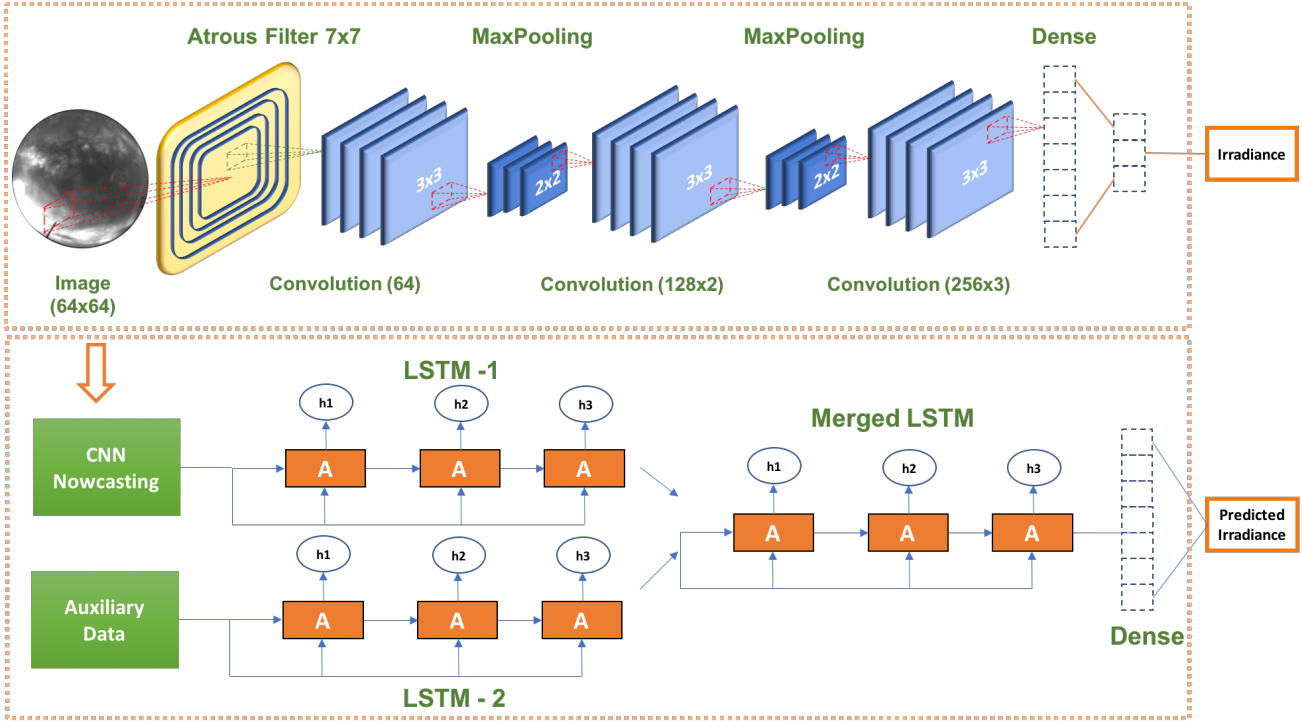 Atrous Filter 7x7
MaxPooling
MaxPooling
Dense
3x3
2x2
3x3
2x2
3x3
Irradiance
Image
(64x64)
Convolution (64)
Convolution (128x2)
Convolution (256x3)
LSTM -1
h1
h2
h3
CNN
Nowcasting
A
A
A
Merged LSTM
h1
h2
h3
A
A
A
Predicted
Irradiance
h1
h2
h3
Auxiliary
Data
A
A
A
LSTM - 2
Dense